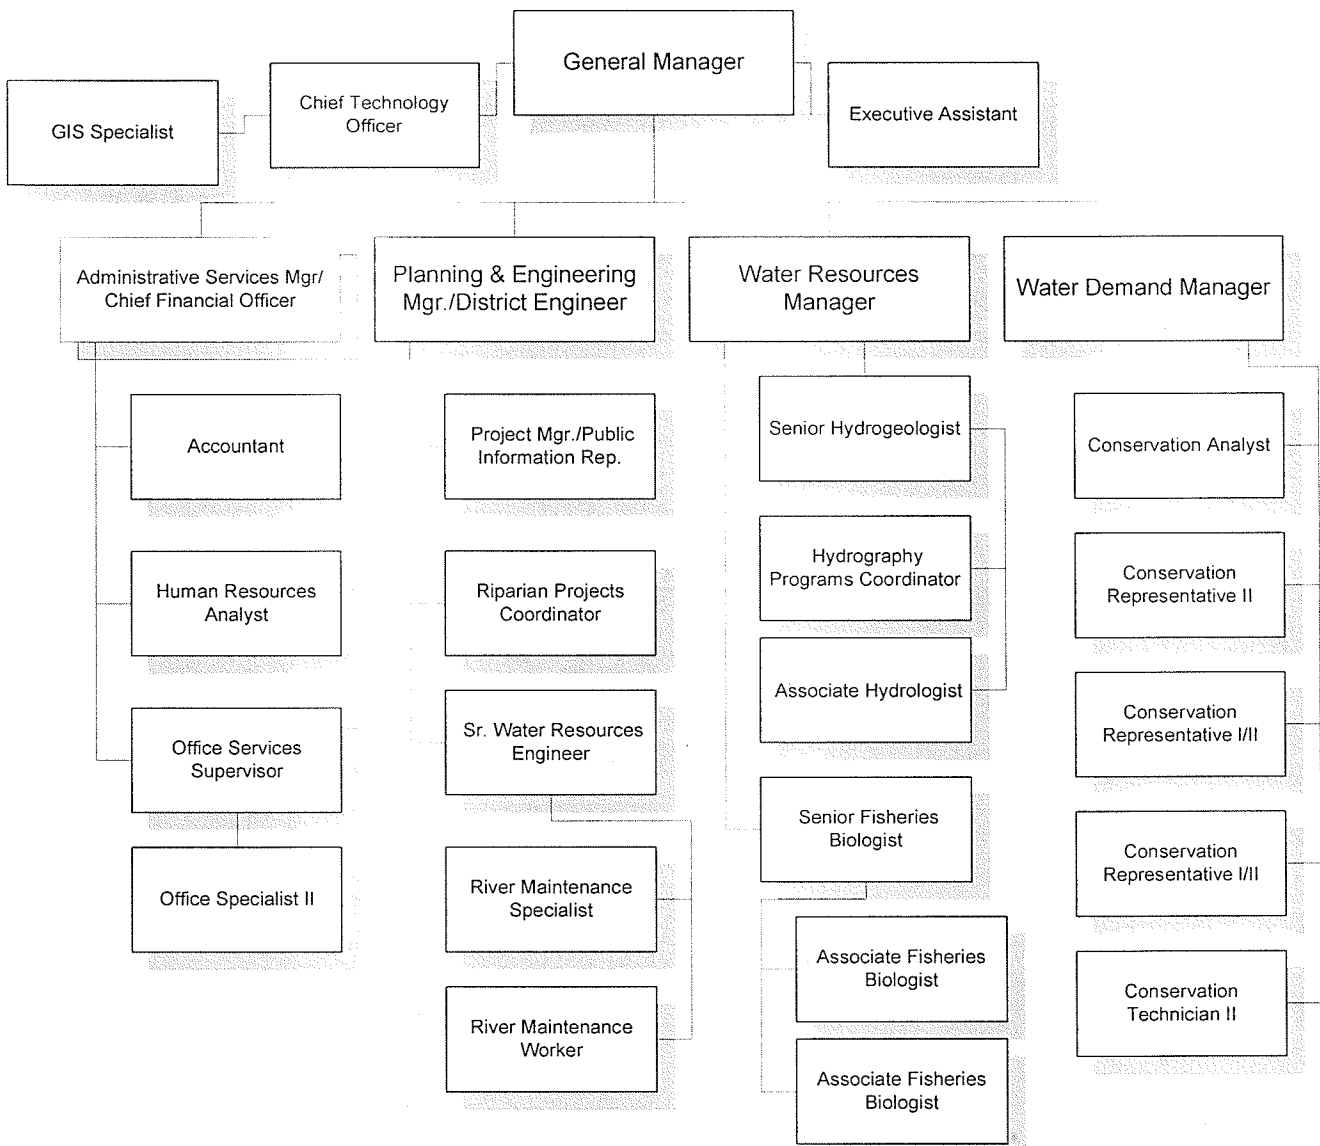 General Manager
Chief Technology
Officer
GIS Specialist
Executive Assistant
Administrative Services Mgr/
Chief Financial Officer
Planning & Engineering
Mgr./District Engineer
Water Resources
Manager
Water Demand Manager
Accountant
Human Resources
Analyst
Office Services
Supervisor
Office Specialist II
Project Mgr./Public
Information Rep.
Riparian Projects
Coordinator
Sr. Water Resources
Engineer
River Maintenance
Specialist
River Maintenance
Worker
Senior Hydrogeologist
Hydrography
Programs Coordinator
Associate Hydrologist
Senior Fisheries
Biologist
Associate Fisheries
Biologist
Associate Fisheries
Biologist
Conservation Analyst
Conservation
Representative II
Conservation
Representative I/II
Conservation
Representative I/II
Conservation
Technician II